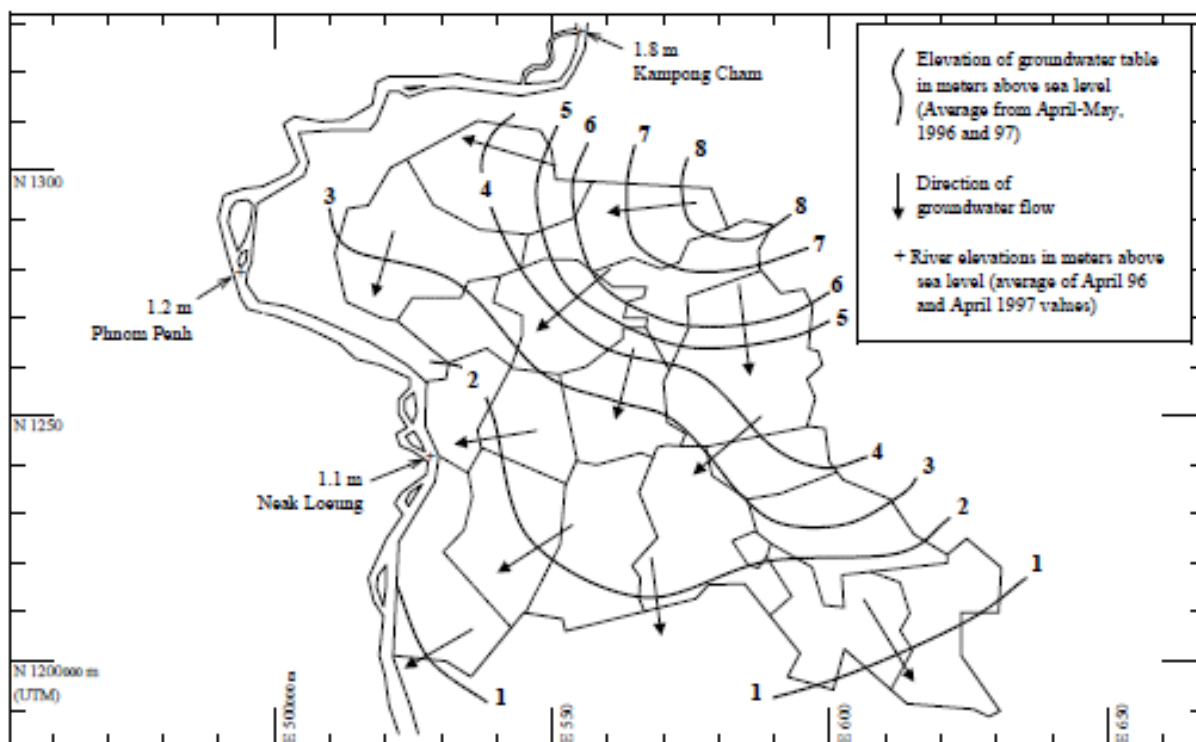 1.8 m
Kampong Cham
Elevation of groundwater table
in meters above sea level
(Average from April-May,
1996 and 97)
Direction of
groundwater flow
+ River elevations in meters above
sea level (average of April 96
and April 1997 values)
5
6
7
8
N 1300
4
3
8
7
6
5
1.2 m
Phnom Penh
2
N 1250
1.1 m
Neak Loeung
4
3
2
1
N 1200000 m
(UTM)
1
1
E 500000 m
E 550
E 600
E 650